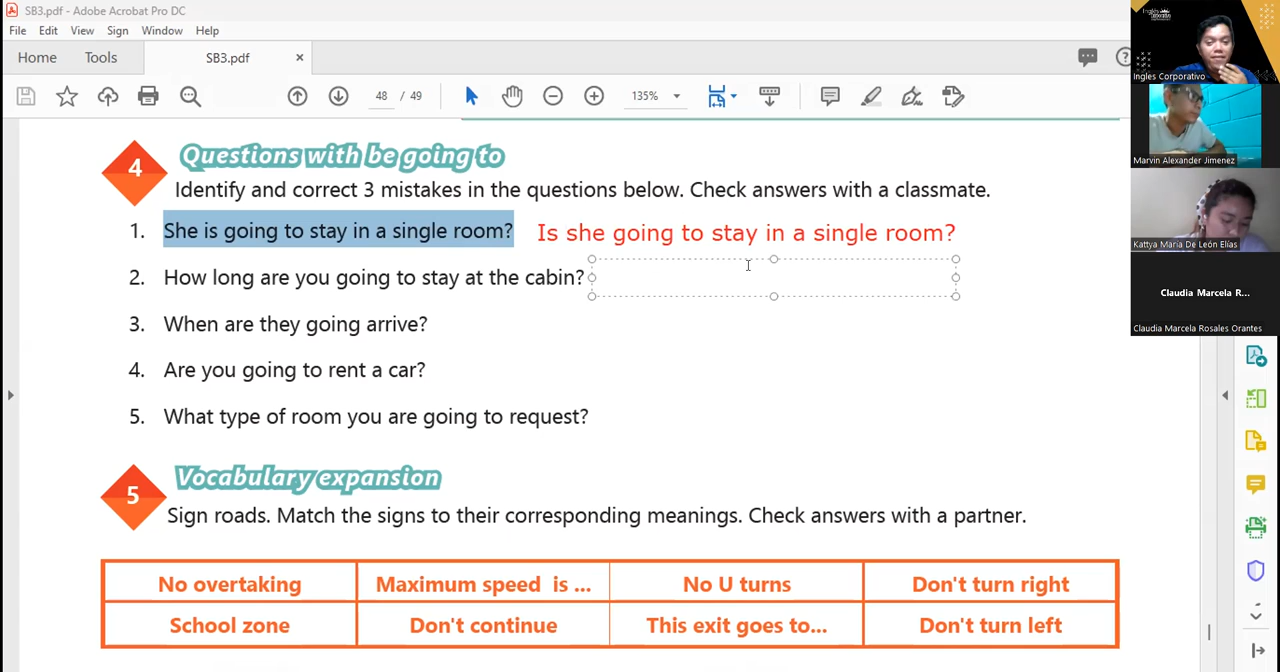 SB3.pdf - Adobe Acrobat Pro DC
File Edit View Sign Window Help
Home Tools SB3.pdf ×
48 / 49 135%
4 Questions with be going to
Identify and correct 3 mistakes in the questions below. Check answers with a classmate.
1. She is going to stay in a single room? Is she going to stay in a single room?
2. How long are you going to stay at the cabin?
3. When are they going arrive?
4. Are you going to rent a car?
5. What type of room you are going to request?
5 Vocabulary expansion
Sign roads. Match the signs to their corresponding meanings. Check answers with a partner.
No overtaking Maximum speed is ... No U turns Don't turn right
School zone Don't continue This exit goes to... Don't turn left
Inglés Corporativo
Ingles Corporativo
Marvin Alexander Jimenez
Kattya Maria De León Elías
Claudia Marcela R...
Claudia Marcela Rosales Orantes